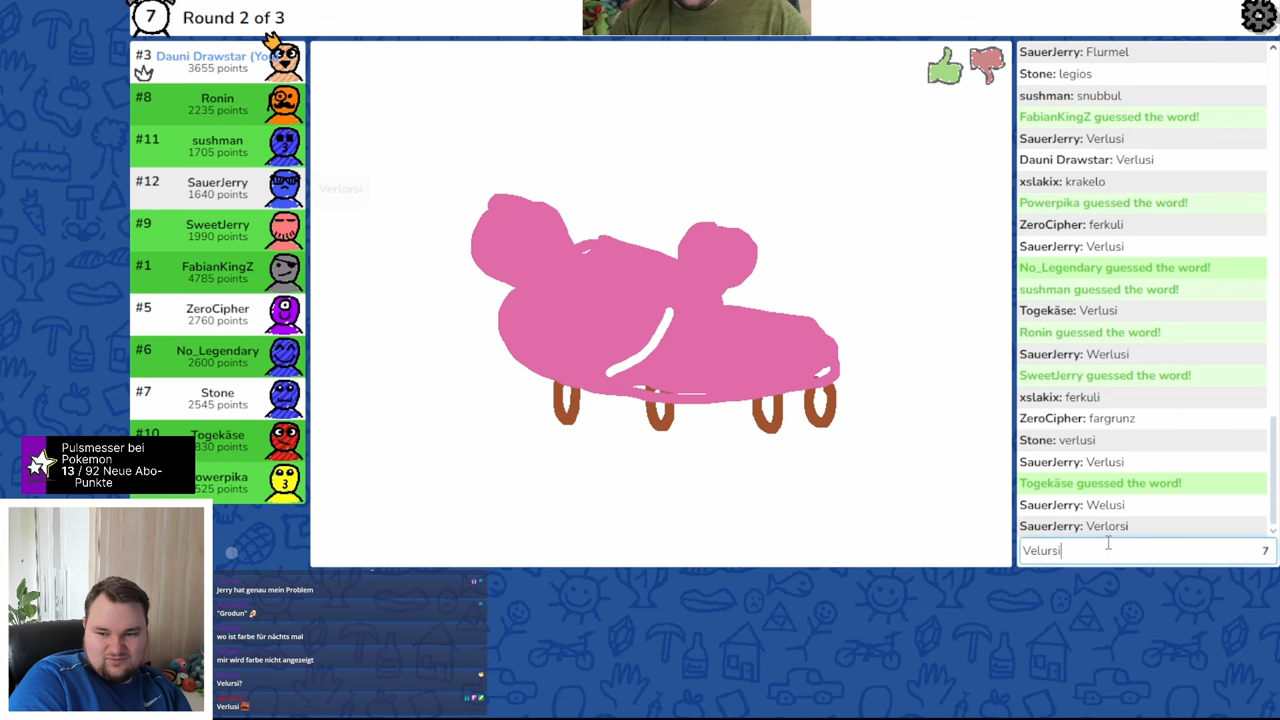 7
Round 2 of 3
#3
Dauni Drawstar (You)
3655 points
#8
Ronin
2235 points
#11
sushman
1705 points
#12
SauerJerry
1640 points
#9
SweetJerry
1990 points
#1
FabianKingZ
4785 points
#5
ZeroCipher
2760 points
#6
No_Legendary
2600 points
#7
Stone
2545 points
#10
Togekäse
830 points
owerpika
525 points
Verlorsi
Pulsmesser bei
Pokemon
13 / 92 Neue Abo-
Punkte
SauerJerry: Flurmel
Stone: legios
sushman: snubbul
FabianKingZ guessed the word!
SauerJerry: Verlusi
Dauni Drawstar: Verlusi
xslakix: krakelo
Powerpika guessed the word!
ZeroCipher: ferkuli
SauerJerry: Verlusi
No_Legendary guessed the word!
sushman guessed the word!
Togekäse: Verlusi
Ronin guessed the word!
SauerJerry: Werlusi
SweetJerry guessed the word!
xslakix: ferkuli
ZeroCipher: fargrunz
Stone: verlusi
SauerJerry: Verlusi
Togekäse guessed the word!
SauerJerry: Welusi
SauerJerry: Verlorsi
Velursi
7
Jerry hat genau mein Problem
"Grodun"
wo ist farbe für nächts mal
mir wird farbe nicht angezeigt
Velursi?
Verlusi